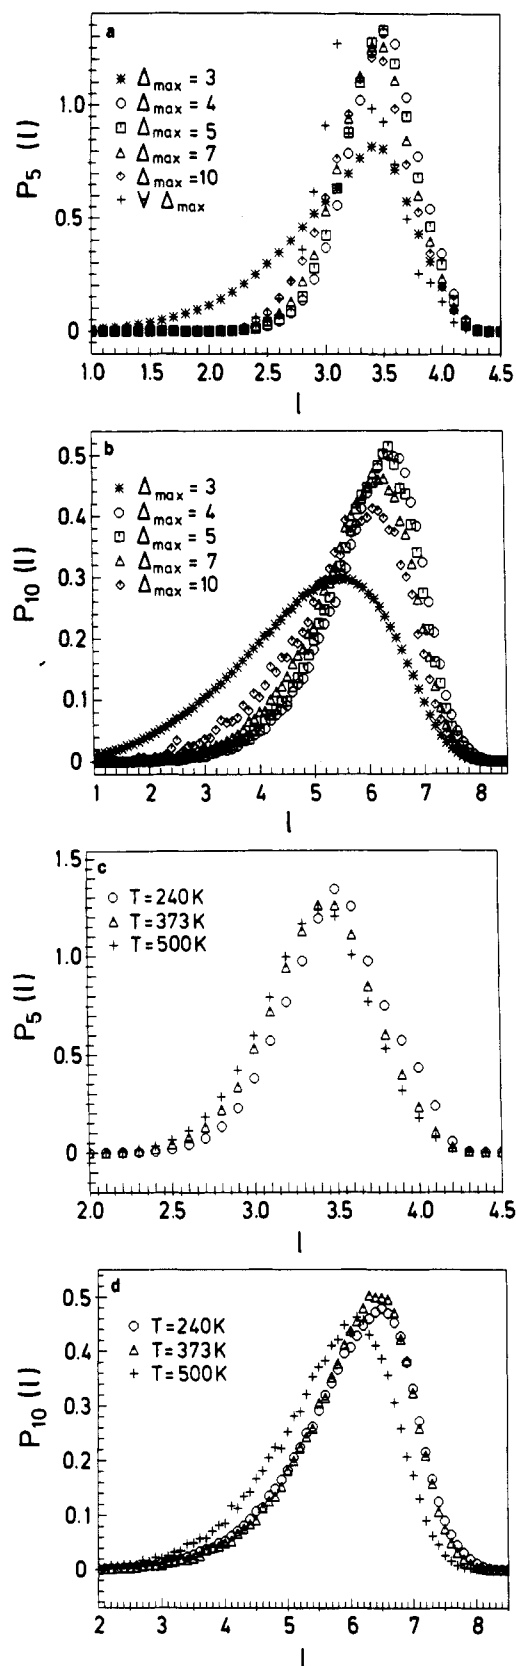 a
* Δmax = 3
○ Δmax = 4
□ Δmax = 5
△ Δmax = 7
◇ Δmax = 10
+ ∀ Δmax
P5 (l)
1.0
0.5
0
1.0 1.5 2.0 2.5 3.0 3.5 4.0 4.5
l
b
* Δmax = 3
○ Δmax = 4
□ Δmax = 5
△ Δmax = 7
◇ Δmax = 10
P10 (l)
0.5
0.4
0.3
0.2
0.1
0
1 2 3 4 5 6 7 8
l
c
○ T=240K
△ T=373K
+ T=500K
P5 (l)
1.5
1.0
0.5
0
2.0 2.5 3.0 3.5 4.0 4.5
l
d
○ T=240K
△ T=373K
+ T=500K
P10 (l)
0.5
0.4
0.3
0.2
0.1
0
2 3 4 5 6 7 8
l